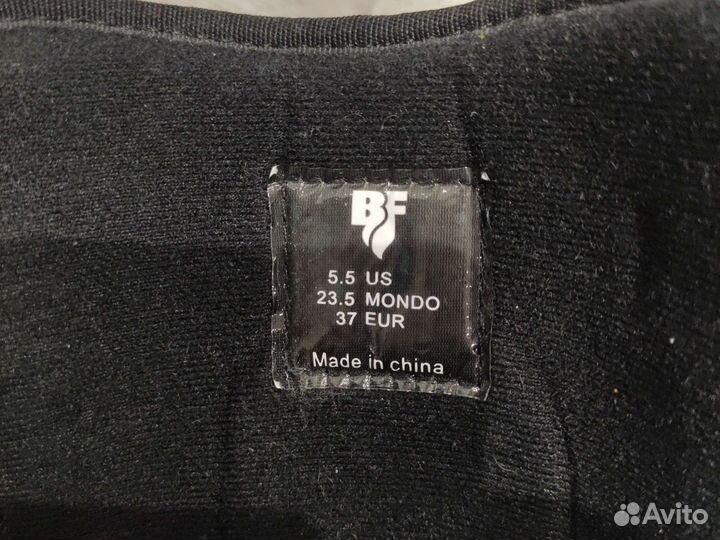 BF
5.5 US
23.5 MONDO
37 EUR
Made in china
Avito